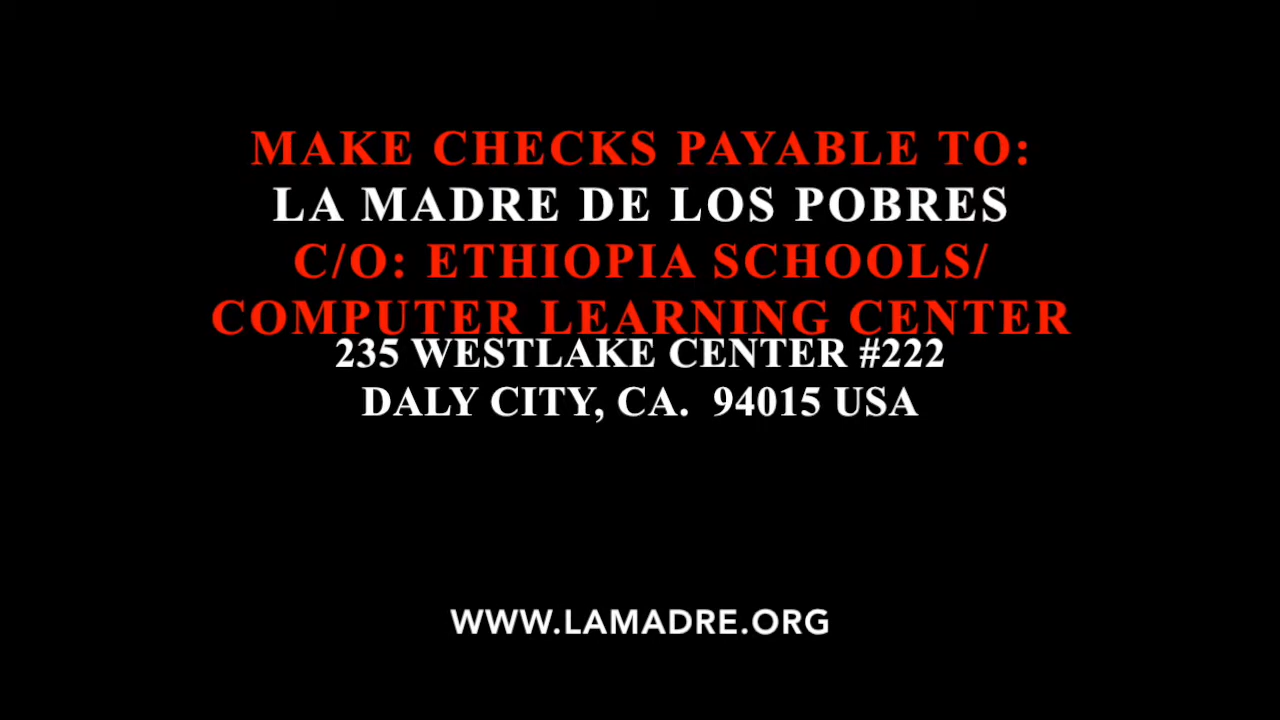 MAKE CHECKS PAYABLE TO:
LA MADRE DE LOS POBRES
C/O: ETHIOPIA SCHOOLS/
COMPUTER LEARNING CENTER
235 WESTLAKE CENTER #222
DALY CITY, CA.  94015 USA
WWW.LAMADRE.ORG